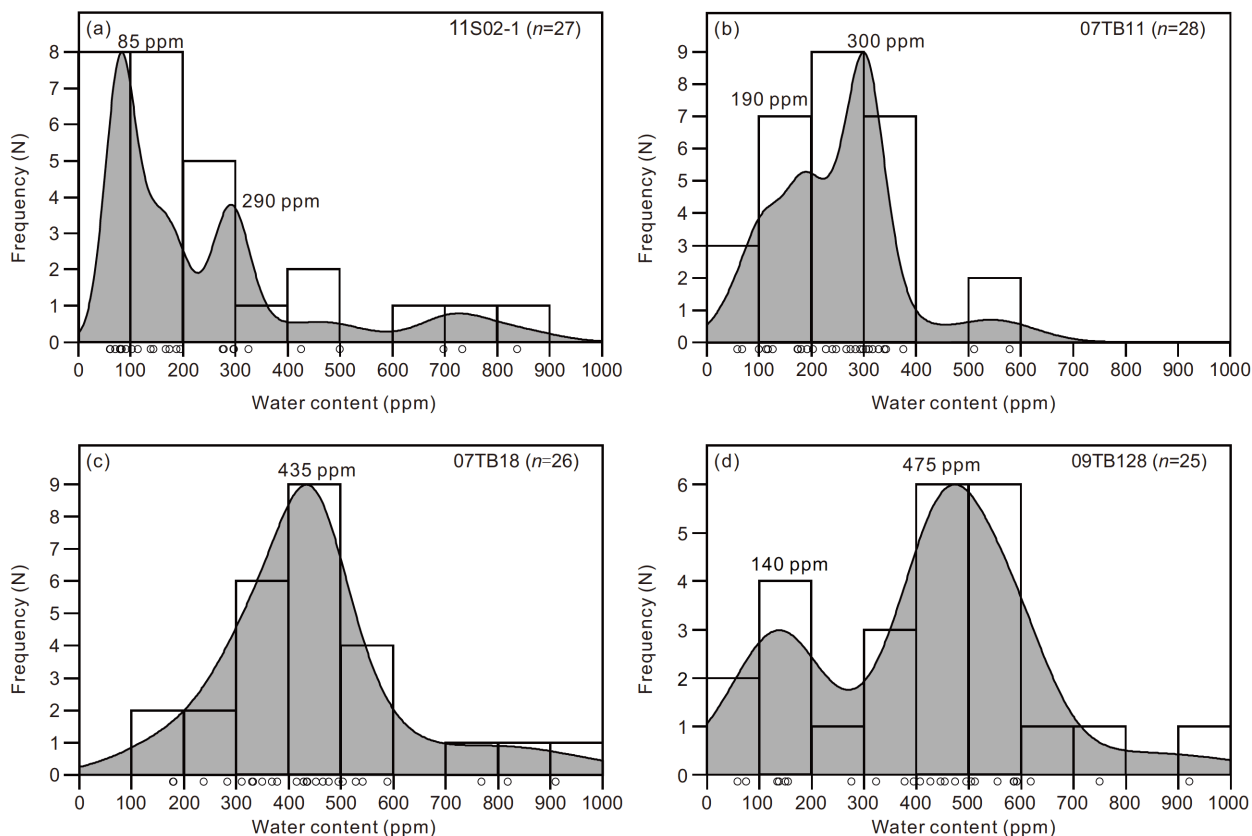 (a) 11S02-1 (n=27)
85 ppm
290 ppm
Frequency (N)
8
7
6
5
4
3
2
1
0
0 100 200 300 400 500 600 700 800 900 1000
Water content (ppm)
(b) 07TB11 (n=28)
300 ppm
190 ppm
Frequency (N)
9
8
7
6
5
4
3
2
1
0
0 100 200 300 400 500 600 700 800 900 1000
Water content (ppm)
(c) 07TB18 (n=26)
435 ppm
Frequency (N)
9
8
7
6
5
4
3
2
1
0
0 100 200 300 400 500 600 700 800 900 1000
Water content (ppm)
(d) 09TB128 (n=25)
475 ppm
140 ppm
Frequency (N)
6
5
4
3
2
1
0
0 100 200 300 400 500 600 700 800 900 1000
Water content (ppm)